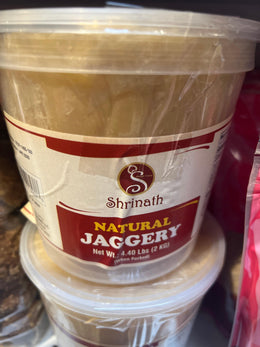 Shrinath
NATURAL
JAGGERY
Net Wt. 4.40 Lbs (2 KG)